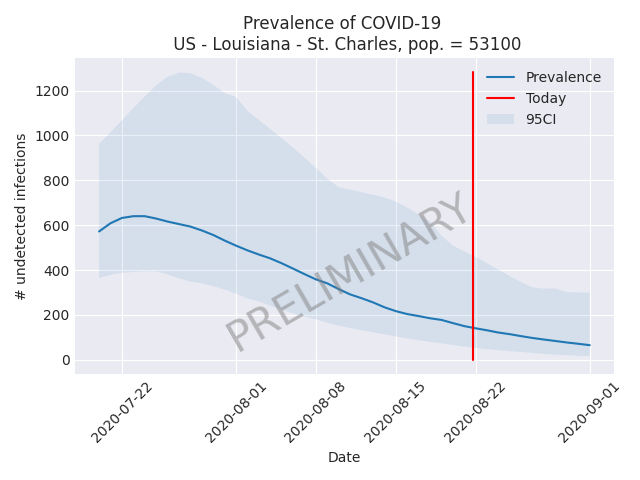 Prevalence of COVID-19
US - Louisiana - St. Charles, pop. = 53100
# undetected infections
1200
1000
800
600
400
200
0
Prevalence
Today
95CI
PRELIMINARY
2020-07-22
2020-08-01
2020-08-08
2020-08-15
2020-08-22
2020-09-01
Date